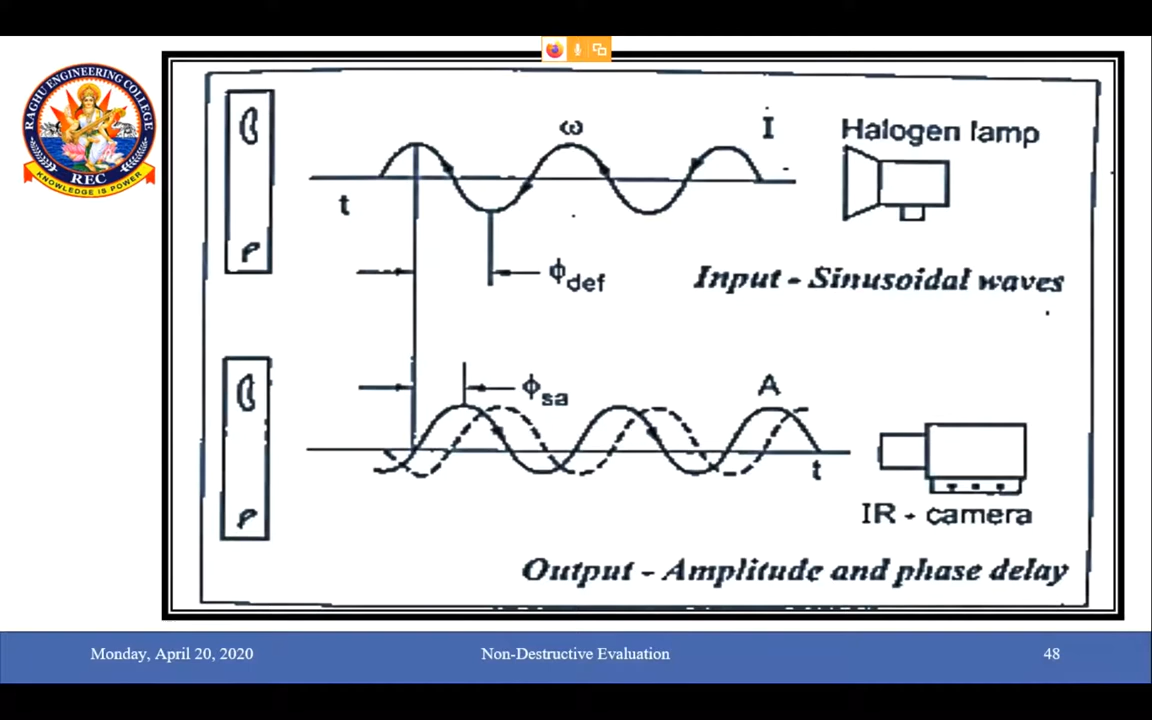 RAGHU ENGINEERING COLLEGE
REC
KNOWLEDGE IS POWER
ω
I
Halogen lamp
t
ϕdef
Input - Sinusoidal waves
ϕsa
A
t
IR - camera
Output - Amplitude and phase delay
Monday, April 20, 2020
Non-Destructive Evaluation
48